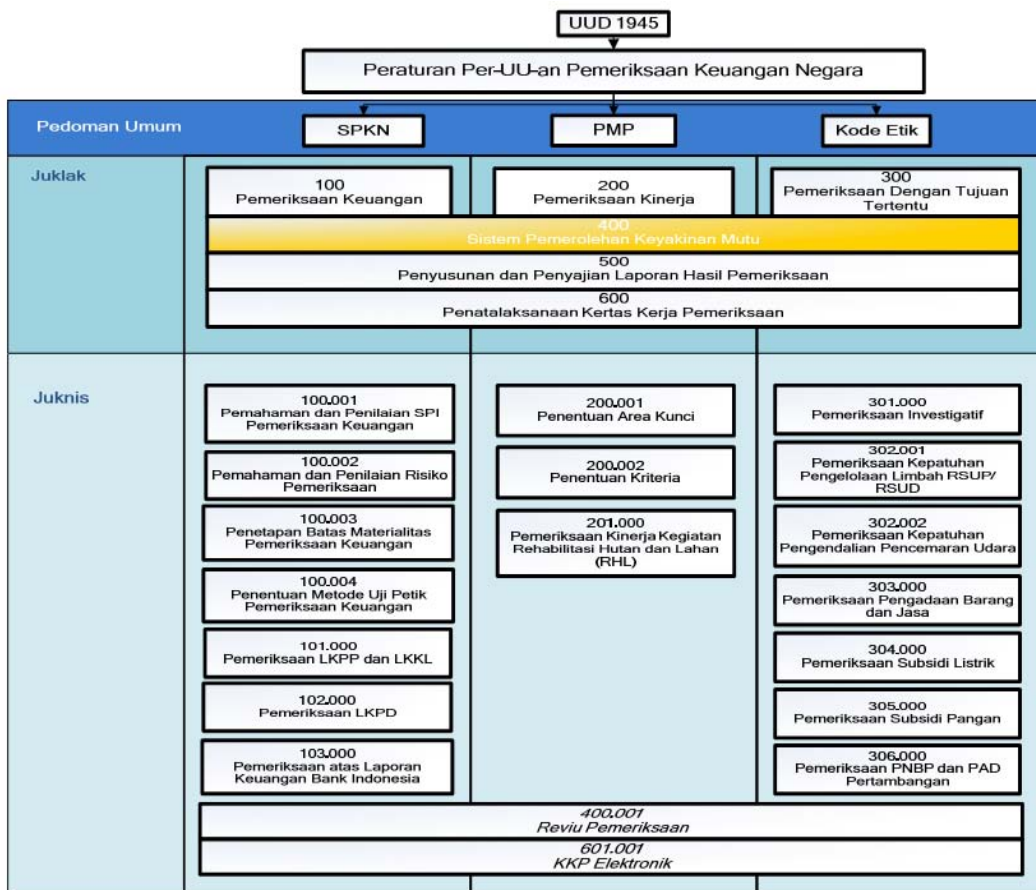 UUD 1945
Peraturan Per-UU-an Pemeriksaan Keuangan Negara
Pedoman Umum
SPKN
PMP
Kode Etik
Juklak
100
Pemeriksaan Keuangan
200
Pemeriksaan Kinerja
300
Pemeriksaan Dengan Tujuan
Tertentu
400
Sistem Pemerolehan Keyakinan Mutu
500
Penyusunan dan Penyajian Laporan Hasil Pemeriksaan
600
Penatalaksanaan Kertas Kerja Pemeriksaan
Juknis
100.001
Pemahaman dan Penilaian SPI
Pemeriksaan Keuangan
100.002
Pemahaman dan Penilaian Risiko
Pemeriksaan
100.003
Penetapan Batas Materialitas
Pemeriksaan Keuangan
100.004
Penentuan Metode Uji Petik
Pemeriksaan Keuangan
101.000
Pemeriksaan LKPP dan LKKL
102.000
Pemeriksaan LKPD
103.000
Pemeriksaan atas Laporan
Keuangan Bank Indonesia
200.001
Penentuan Area Kunci
200.002
Penentuan Kriteria
201.000
Pemeriksaan Kinerja Kegiatan
Rehabilitasi Hutan dan Lahan
(RHL)
301.000
Pemeriksaan Investigatif
302.001
Pemeriksaan Kepatuhan
Pengelolaan Limbah RSUP/
RSUD
302.002
Pemeriksaan Kepatuhan
Pengendalian Pencemaran Udara
303.000
Pemeriksaan Pengadaan Barang
dan Jasa
304.000
Pemeriksaan Subsidi Listrik
305.000
Pemeriksaan Subsidi Pangan
306.000
Pemeriksaan PNBP dan PAD
Pertambangan
400.001
Reviu Pemeriksaan
601.001
KKP Elektronik